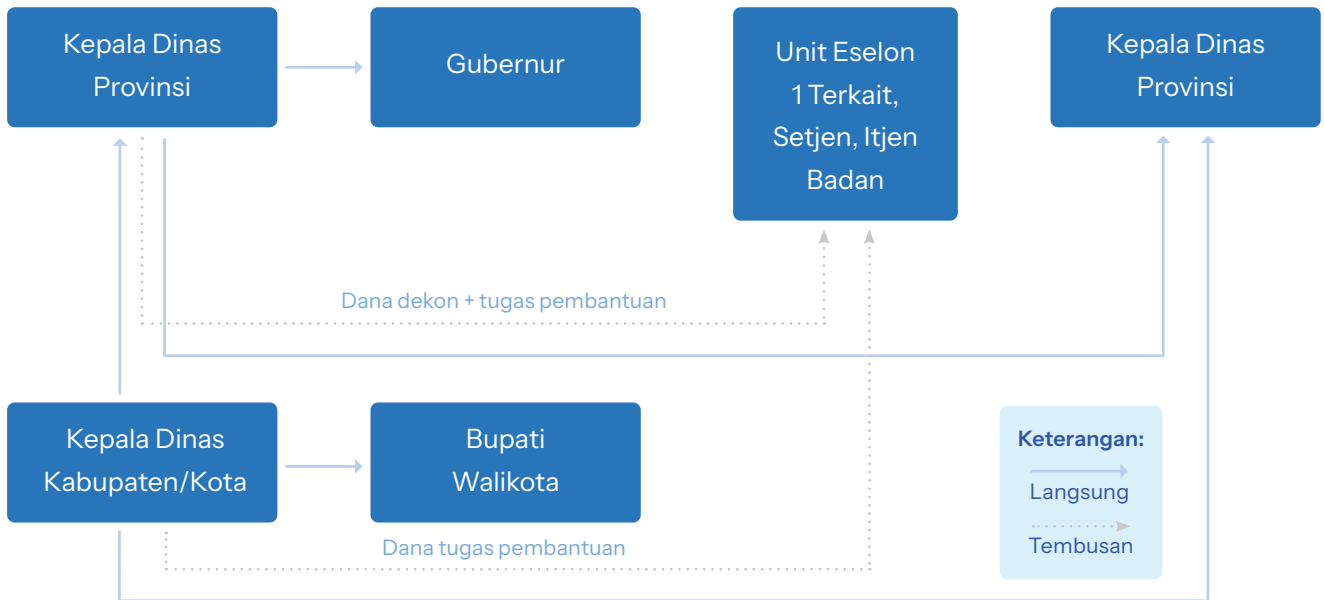 Kepala Dinas
Provinsi
Gubernur
Unit Eselon
1 Terkait,
Setjen, Itjen
Badan
Kepala Dinas
Provinsi
Dana dekon + tugas pembantuan
Kepala Dinas
Kabupaten/Kota
Bupati
Walikota
Dana tugas pembantuan
Keterangan:
Langsung
Tembusan